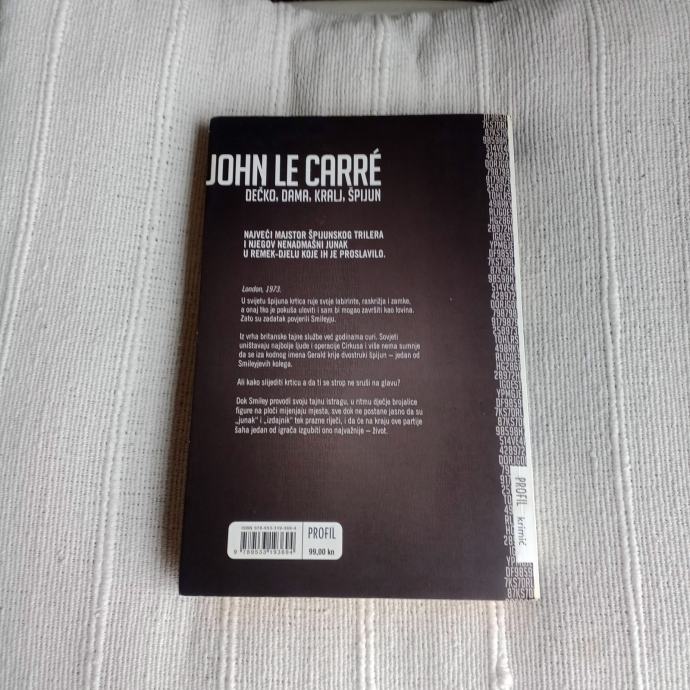 JOHN LE CARRÉ
DEČKO, DAMA, KRALJ, ŠPIJUN
NAJVEĆI MAJSTOR ŠPIJUNSKOG TRILERA
I NJEGOV NENADMAŠNI JUNAK
U REMEK-DJELU KOJE IH JE PROSLAVILO.
London, 1973.
U svijetu špijuna krtica ruje svoje labirinte, raskrižja i zamke,
a onaj tko je pokuša uloviti i sam bi mogao završiti kao lovina.
Zato su zadatak povjerili Smileyju.
Iz vrha britanske tajne službe već godinama curi. Sovjeti
uništavaju najbolje ljude i operacije Cirkusa i više nema sumnje
da se iza kodnog imena Gerald krije dvostruki špijun – jedan od
Smileyjevih kolega.
Ali kako slijediti krticu a da ti se strop ne sruši na glavu?
Dok Smiley provodi svoju tajnu istragu, u ritmu dječje brojalice
figure na ploči mijenjaju mjesta, sve dok ne postane jasno da su
„junak“ i „izdajnik“ tek prazne riječi, i da će na kraju ove partije
šaha jedan od igrača izgubiti ono najvažnije – život.
PROFIL
99,00 kn
9 789533 193694
PROFIL krimić